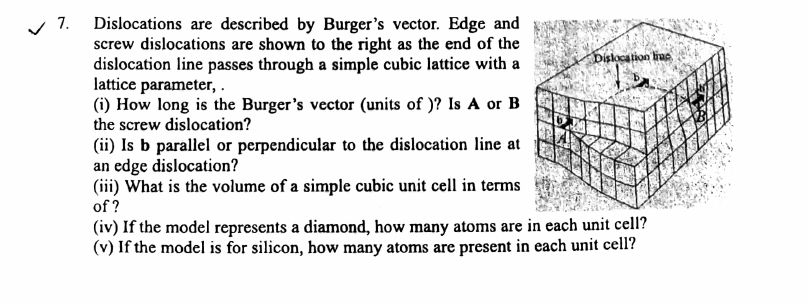 ✓ 7. Dislocations are described by Burger's vector. Edge and
screw dislocations are shown to the right as the end of the
dislocation line passes through a simple cubic lattice with a
lattice parameter, .
(i) How long is the Burger's vector (units of )? Is A or B
the screw dislocation?
(ii) Is b parallel or perpendicular to the dislocation line at
an edge dislocation?
(iii) What is the volume of a simple cubic unit cell in terms
of ?
(iv) If the model represents a diamond, how many atoms are in each unit cell?
(v) If the model is for silicon, how many atoms are present in each unit cell?
Dislocation line
b
b
A
B